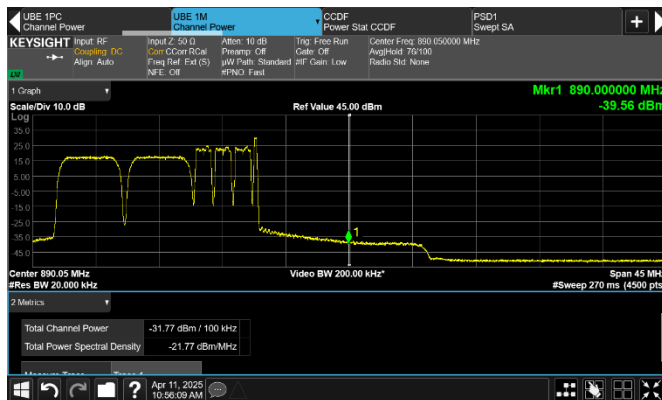 UBE 1PC
Channel Power
UBE 1M
Channel Power
CCDF
Power Stat CCDF
PSD1
Swept SA
KEYSIGHT
Input: RF
Coupling: DC
Align: Auto
Input Z: 50 Ω
Corr CCorr RCal
Freq Ref: Ext (S)
NFE: Off
Atten: 10 dB
Preamp: Off
µW Path: Standard
#PNO: Fast
Trig: Free Run
Gate: Off
#IF Gain: Low
Center Freq: 890.050000 MHz
Avg|Hold: 76/100
Radio Std: None
1 Graph
Mkr1 890.000000 MHz
Scale/Div 10.0 dB
Ref Value 45.00 dBm
-39.56 dBm
Log
35.0
25.0
15.0
5.00
-5.00
-15.0
-25.0
-35.0
-45.0
1
Center 890.05 MHz
Video BW 200.00 kHz*
Span 45 MHz
#Res BW 20.000 kHz
#Sweep 270 ms (4500 pts
2 Metrics
Total Channel Power -31.77 dBm / 100 kHz
Total Power Spectral Density -21.77 dBm/MHz
Apr 11, 2025
10:56:09 AM